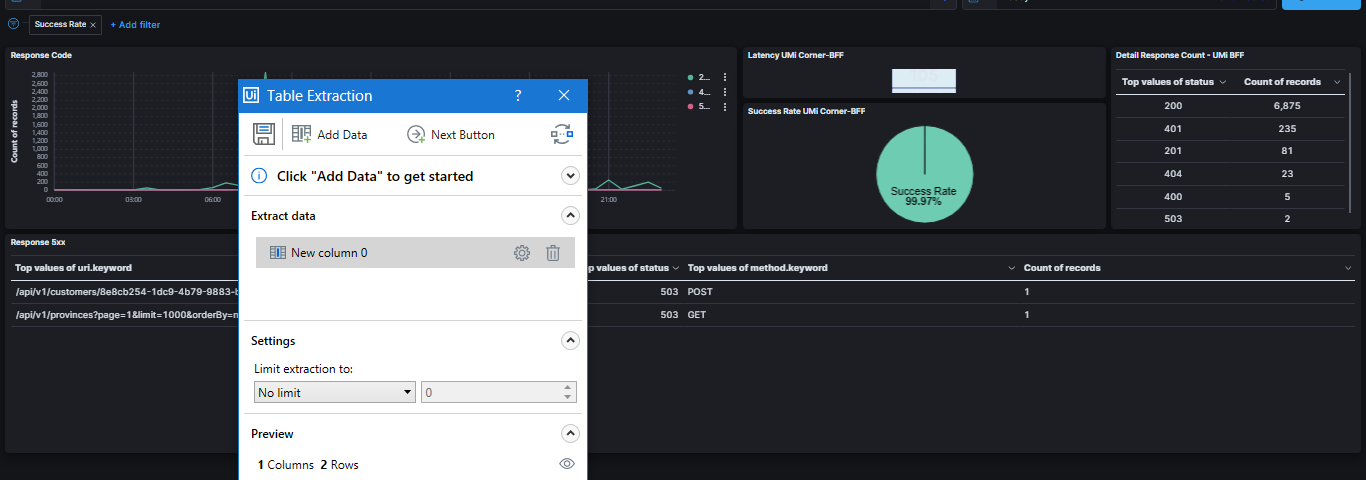 Success Rate ×
+ Add filter
Response Code
Count of records
2,800
2,600
2,400
2,200
2,000
1,800
1,600
1,400
1,200
1,000
800
600
400
200
0
00:00
03:00
06:00
21:00
2...
4...
5...
Latency UMi Corner-BFF
Success Rate UMi Corner-BFF
Success Rate
99.97%
Detail Response Count - UMi BFF
Top values of status Count of records
200 6,875
401 235
201 81
404 23
400 5
503 2
Response 5xx
Top values of uri.keyword
p values of status
Top values of method.keyword
Count of records
/api/v1/customers/8e8cb254-1dc9-4b79-9883-
503 POST 1
/api/v1/provinces?page=1&limit=1000&orderBy=
503 GET 1
Ui Table Extraction ?
Add Data Next Button
Click "Add Data" to get started
Extract data
New column 0
Settings
Limit extraction to:
No limit 0
Preview
1 Columns 2 Rows